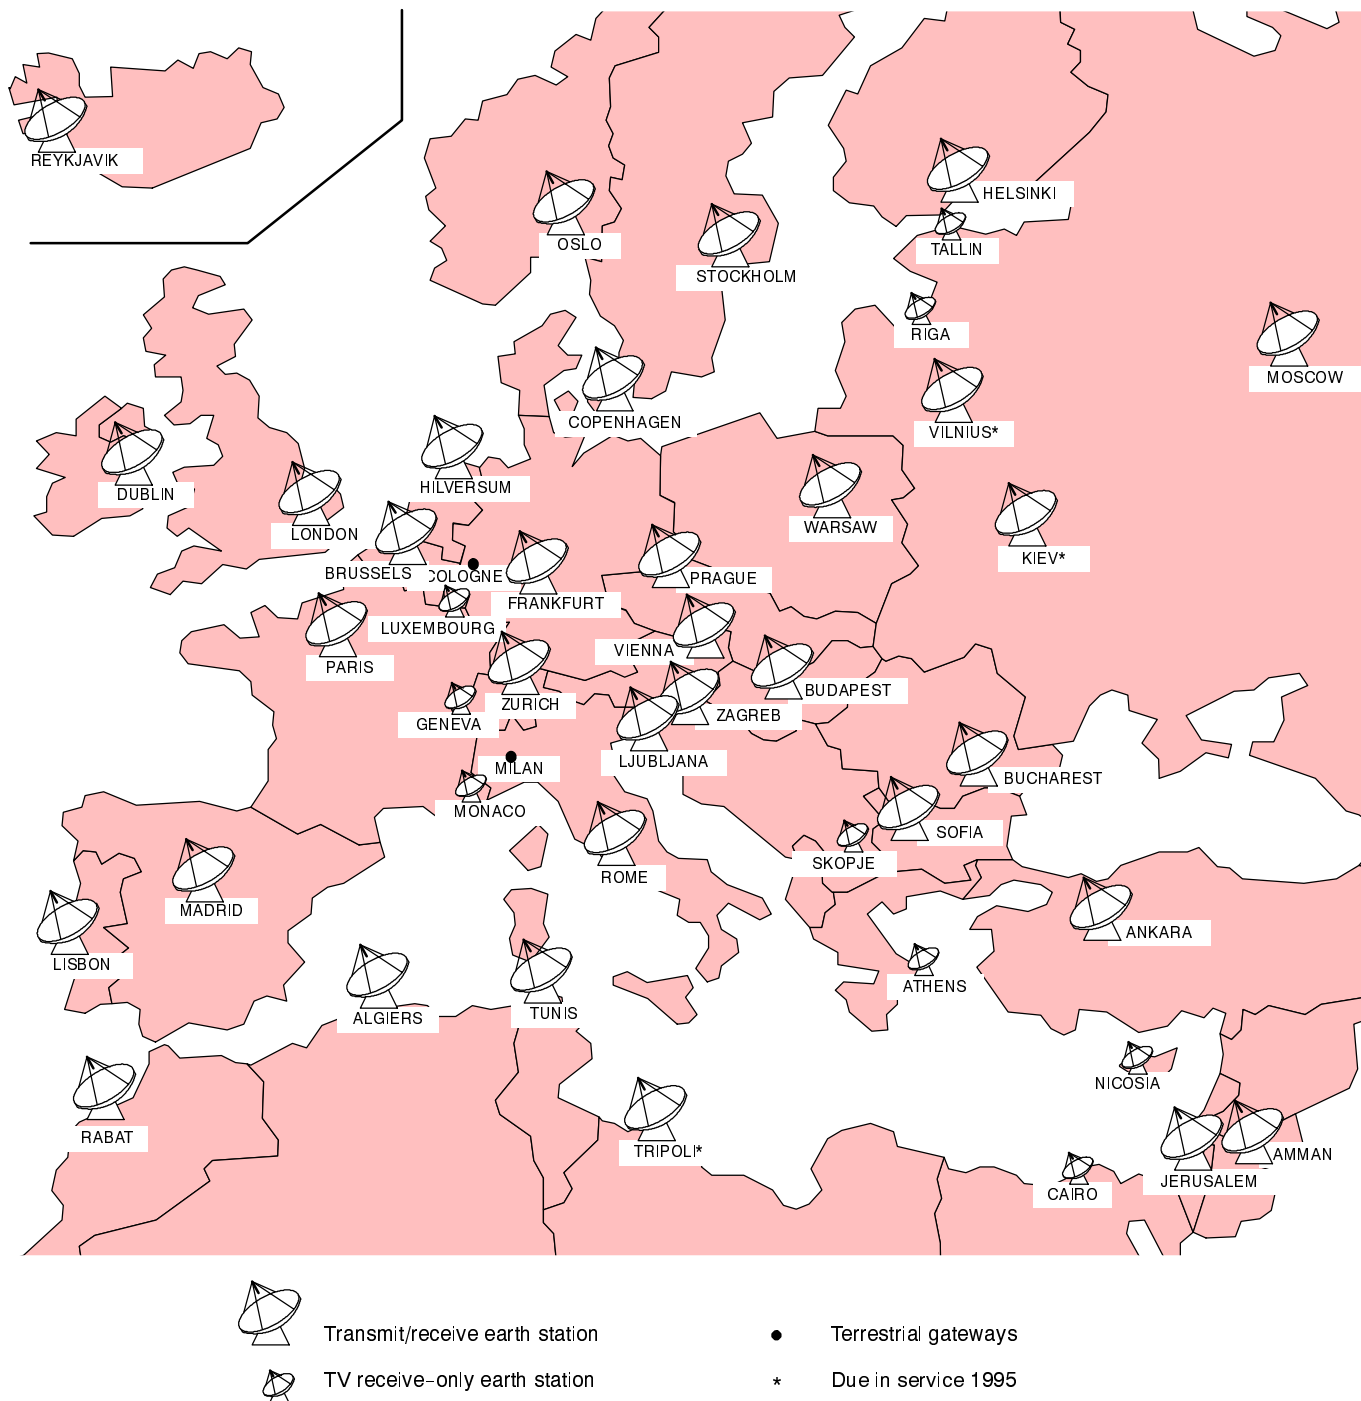 REYKJAVIK
HELSINKI
OSLO
TALLIN
STOCKHOLM
RIGA
MOSCOW
COPENHAGEN
VILNIUS*
HILVERSUM
DUBLIN
WARSAW
LONDON
KIEV*
BRUSSELS
COLOGNE
PRAGUE
FRANKFURT
LUXEMBOURG
VIENNA
PARIS
BUDAPEST
ZURICH
ZAGREB
GENEVA
LJUBLJANA
MILAN
BUCHAREST
MONACO
SOFIA
SKOPJE
ROME
MADRID
ANKARA
LISBON
ATHENS
TUNIS
ALGIERS
NICOSIA
RABAT
TRIPOLI*
AMMAN
JERUSALEM
CAIRO
Transmit/receive earth station
Terrestrial gateways
TV receive-only earth station
* Due in service 1995